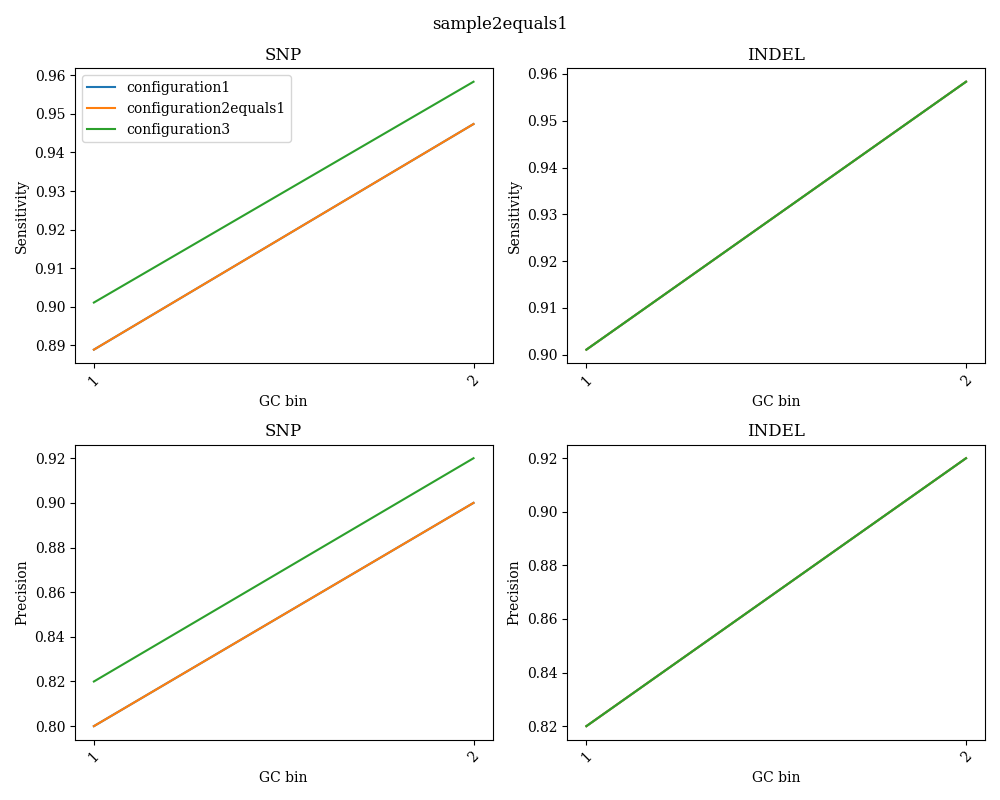 sample2equals1
SNP
0.96
0.95
0.94
0.93
0.92
0.91
0.90
0.89
Sensitivity
configuration1
configuration2equals1
configuration3
1
2
GC bin
INDEL
0.96
0.95
0.94
0.93
0.92
0.91
0.90
Sensitivity
1
2
GC bin
SNP
0.92
0.90
0.88
0.86
0.84
0.82
0.80
Precision
1
2
GC bin
INDEL
0.92
0.90
0.88
0.86
0.84
0.82
Precision
1
2
GC bin